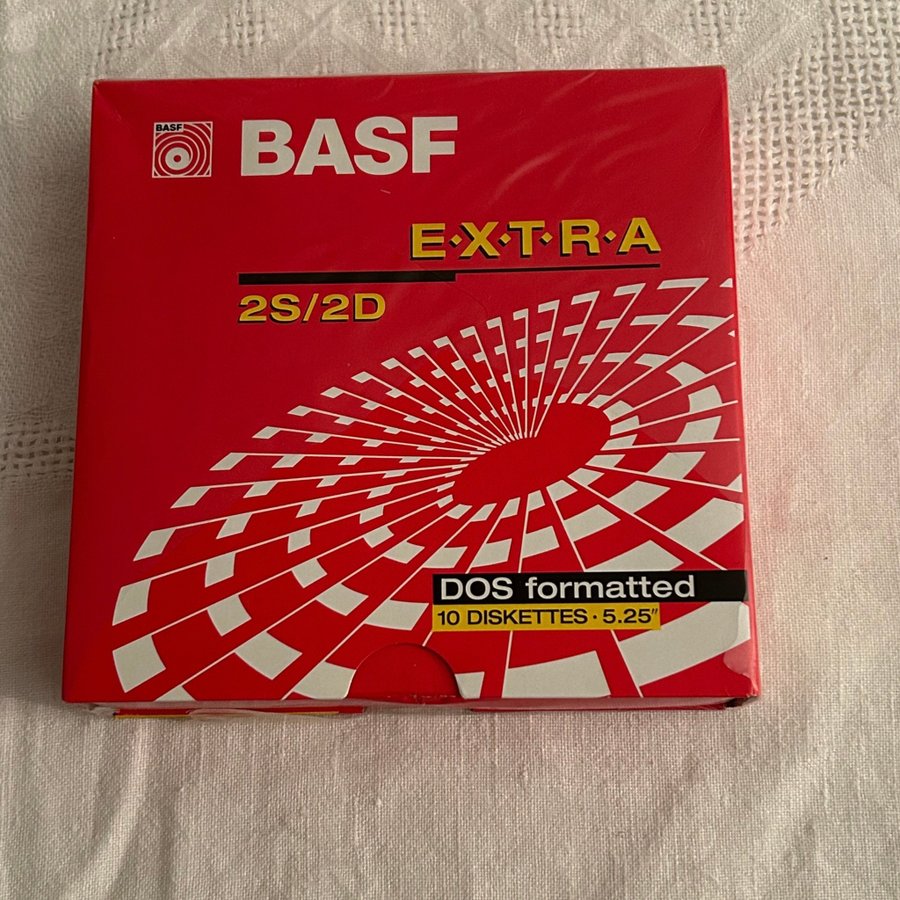 BASF
BASF
E·X·T·R·A
2S/2D
DOS formatted
10 DISKETTES · 5.25"